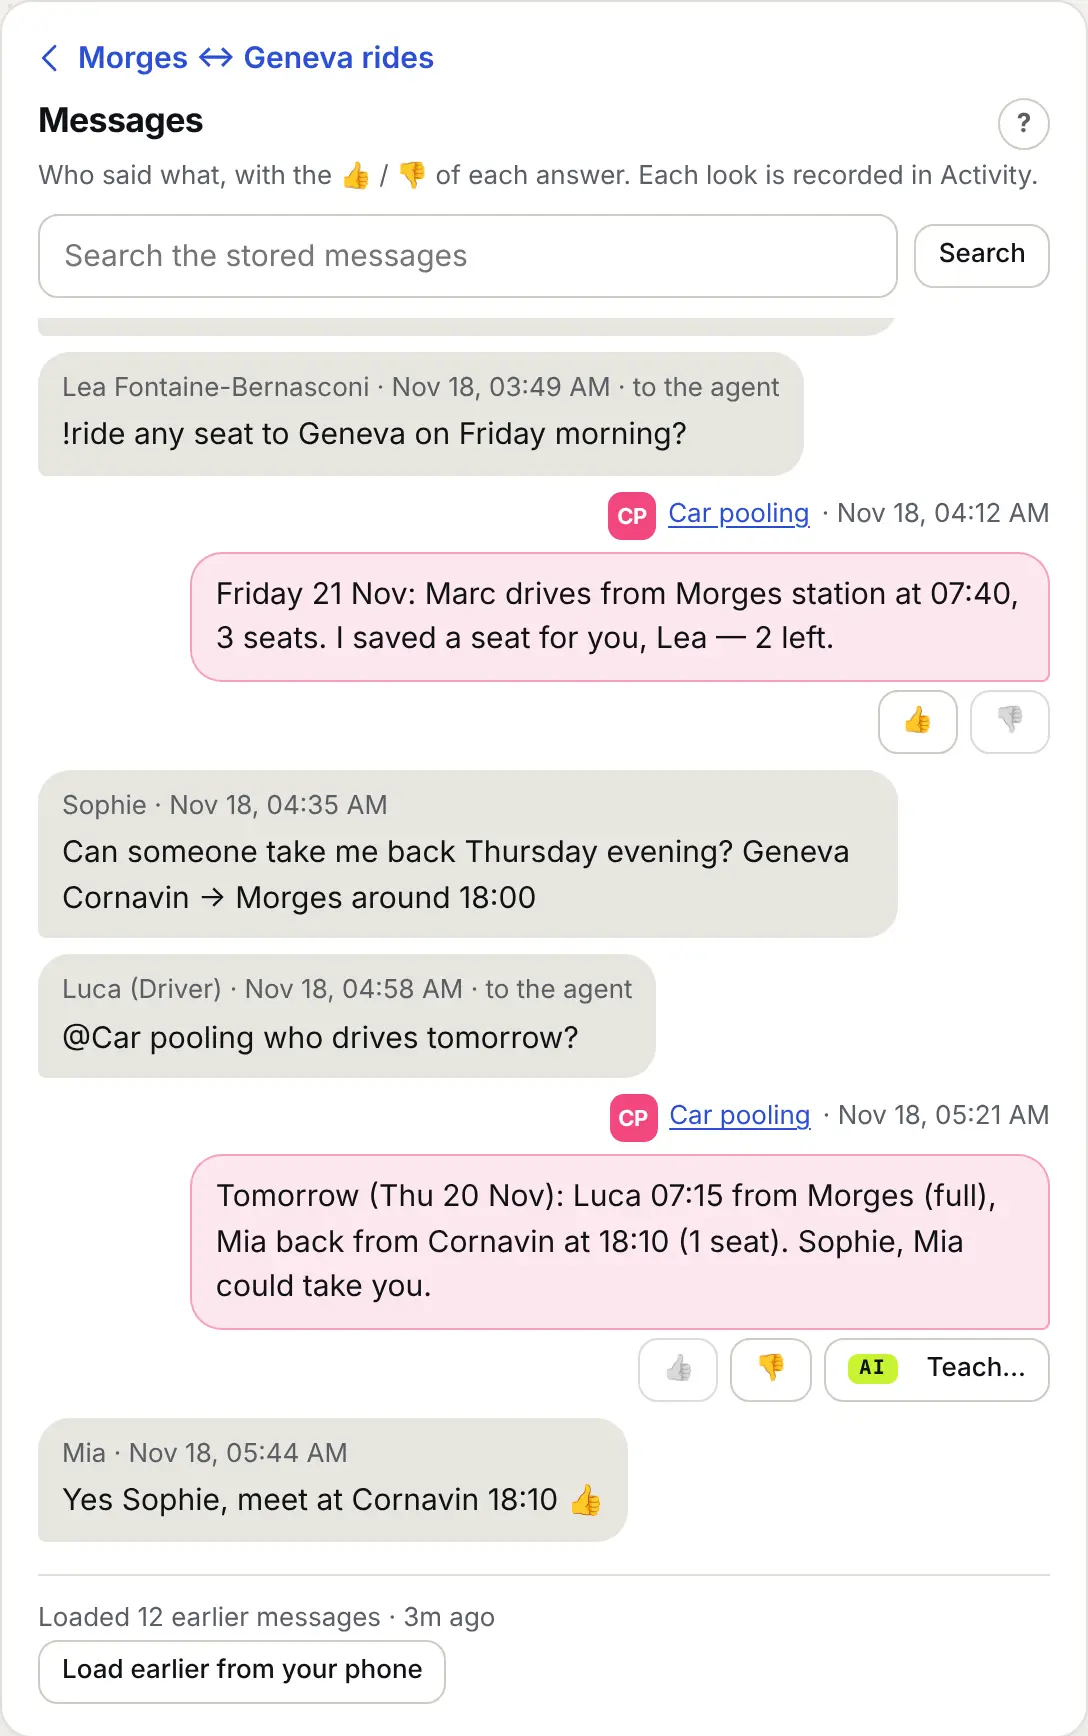 Morges ↔ Geneva rides
Messages
?
Who said what, with the 👍 / 👎 of each answer. Each look is recorded in Activity.
Search the stored messages
Search
Lea Fontaine-Bernasconi · Nov 18, 03:49 AM · to the agent
!ride any seat to Geneva on Friday morning?
CP Car pooling · Nov 18, 04:12 AM
Friday 21 Nov: Marc drives from Morges station at 07:40,
3 seats. I saved a seat for you, Lea — 2 left.
👍 👎
Sophie · Nov 18, 04:35 AM
Can someone take me back Thursday evening? Geneva
Cornavin → Morges around 18:00
Luca (Driver) · Nov 18, 04:58 AM · to the agent
@Car pooling who drives tomorrow?
CP Car pooling · Nov 18, 05:21 AM
Tomorrow (Thu 20 Nov): Luca 07:15 from Morges (full),
Mia back from Cornavin at 18:10 (1 seat). Sophie, Mia
could take you.
👍 👎 AI Teach...
Mia · Nov 18, 05:44 AM
Yes Sophie, meet at Cornavin 18:10 👍
Loaded 12 earlier messages · 3m ago
Load earlier from your phone